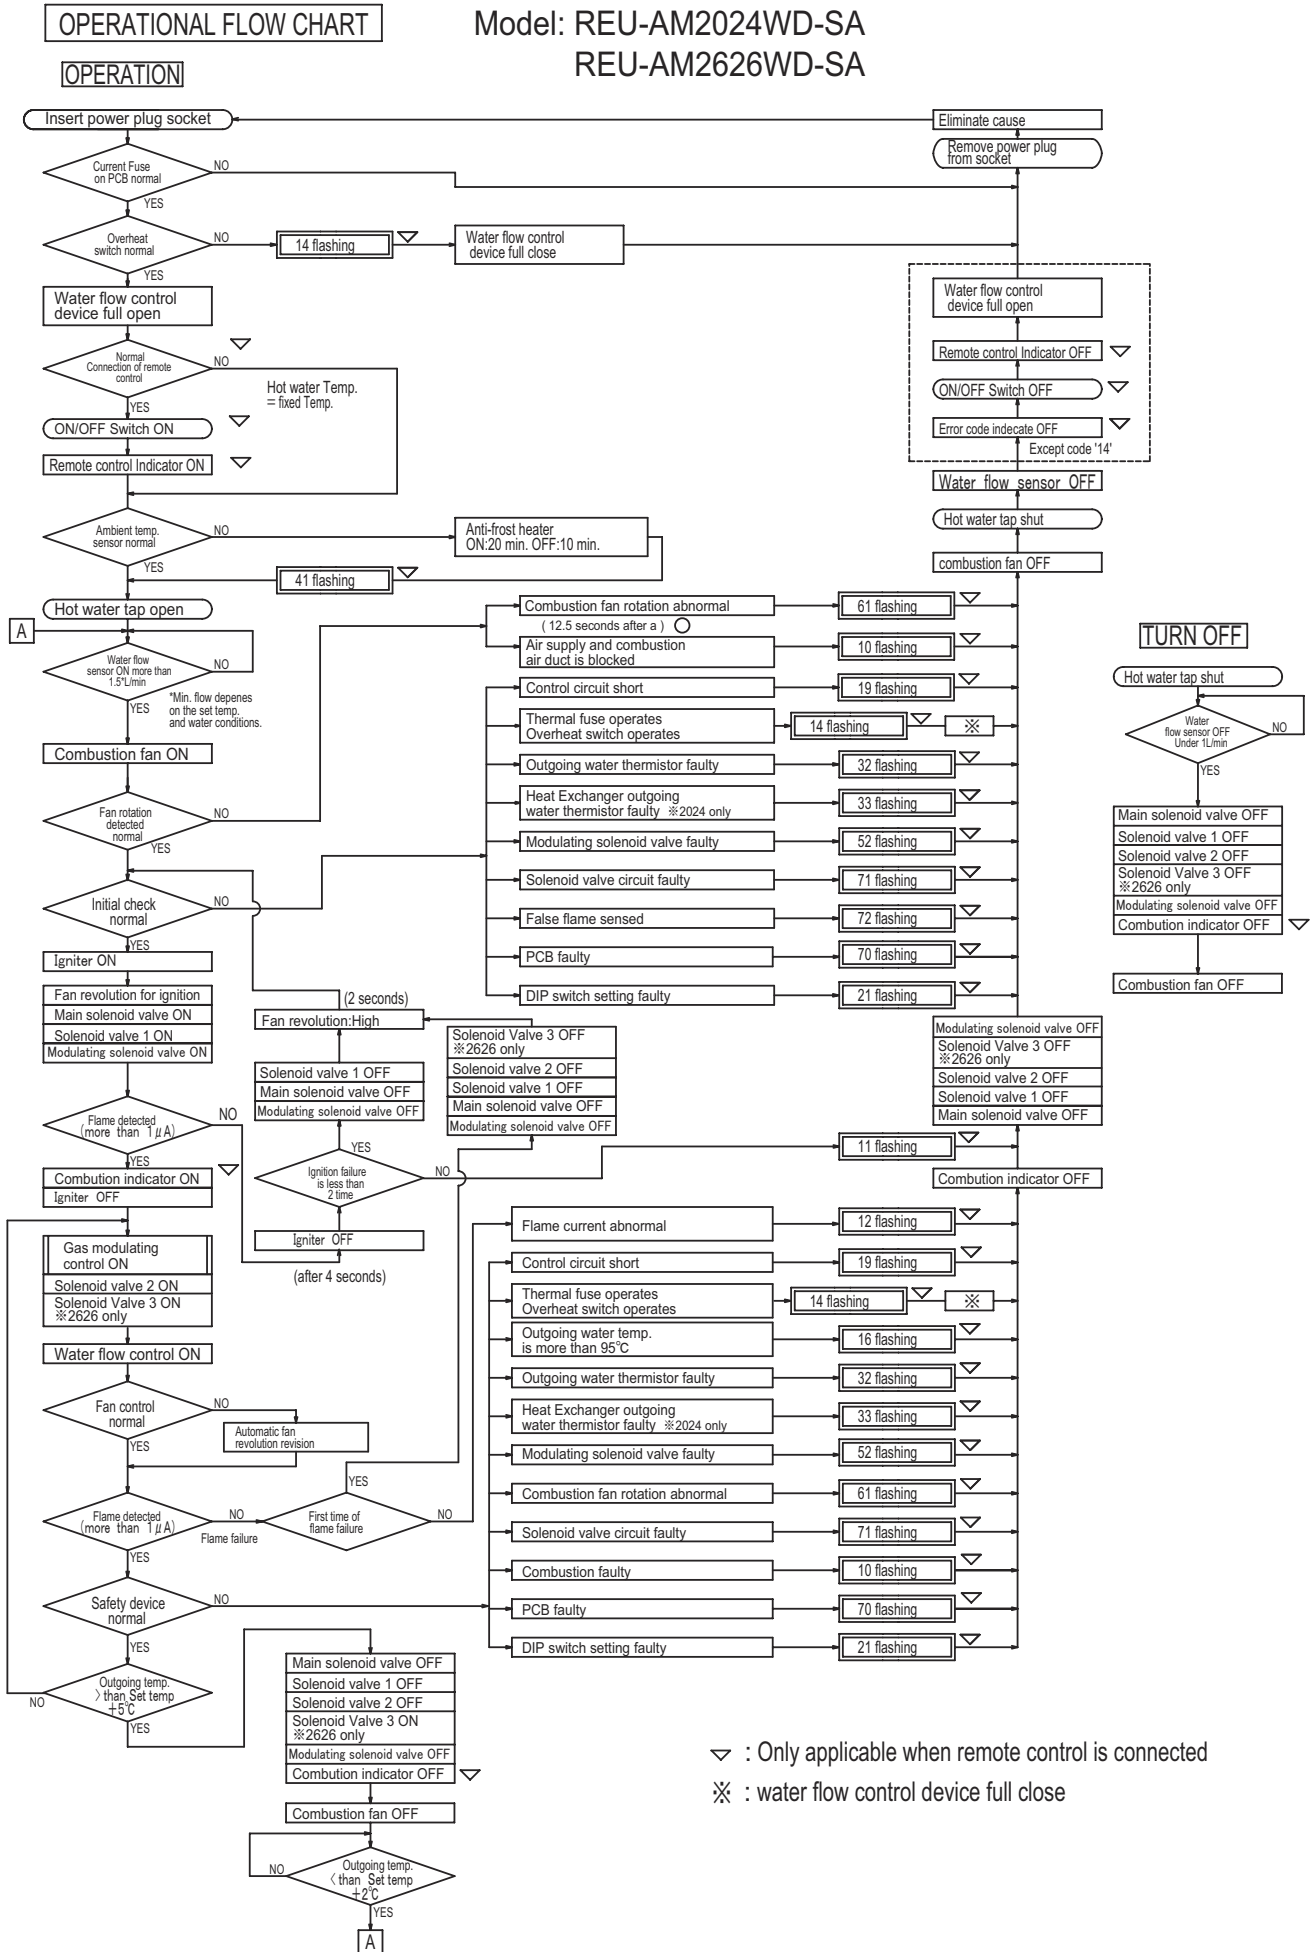 OPERATIONAL FLOW CHART
Model: REU-AM2024WD-SA
REU-AM2626WD-SA
OPERATION
Insert power plug socket
Current Fuse
on PCB normal
NO
YES
Overheat
switch normal
NO
14 flashing
Water flow control
device full close
YES
Water flow control
device full open
Normal
Connection of remote
control
NO
Hot water Temp.
= fixed Temp.
YES
ON/OFF Switch ON
Remote control Indicator ON
Ambient temp.
sensor normal
NO
Anti-frost heater
ON:20 min. OFF:10 min.
YES
41 flashing
Hot water tap open
A
Water flow
sensor ON more than
1.5*L/min
NO
YES
*Min. flow depenes
on the set temp.
and water conditions.
Combustion fan ON
Fan rotation
detected
normal
NO
YES
Initial check
normal
NO
YES
Igniter ON
Fan revolution for ignition
Main solenoid valve ON
Solenoid valve 1 ON
Modulating solenoid valve ON
Flame detected
(more than 1μA)
NO
YES
Combution indicator ON
Igniter OFF
Gas modulating
control ON
Solenoid valve 2 ON
Solenoid Valve 3 ON
※2626 only
Water flow control ON
Fan control
normal
NO
Automatic fan
revolution revision
YES
Flame detected
(more than 1μA)
NO
Flame failure
YES
First time of
flame failure
YES
NO
Safety device
normal
NO
YES
Outgoing temp.
> than Set temp
+5℃
NO
YES
(2 seconds)
Fan revolution:High
Solenoid valve 1 OFF
Main solenoid valve OFF
Modulating solenoid valve OFF
YES
Ignition failure
is less than
2 time
NO
Igniter OFF
(after 4 seconds)
Solenoid Valve 3 OFF
※2626 only
Solenoid valve 2 OFF
Solenoid valve 1 OFF
Main solenoid valve OFF
Modulating solenoid valve OFF
Main solenoid valve OFF
Solenoid valve 1 OFF
Solenoid valve 2 OFF
Solenoid Valve 3 ON
※2626 only
Modulating solenoid valve OFF
Combution indicator OFF
Combustion fan OFF
Outgoing temp.
< than Set temp
+2℃
NO
YES
A
Combustion fan rotation abnormal
61 flashing
( 12.5 seconds after a ) ○
Air supply and combustion
air duct is blocked
10 flashing
Control circuit short
19 flashing
Thermal fuse operates
Overheat switch operates
14 flashing
※
Outgoing water thermistor faulty
32 flashing
Heat Exchanger outgoing
water thermistor faulty ※2024 only
33 flashing
Modulating solenoid valve faulty
52 flashing
Solenoid valve circuit faulty
71 flashing
False flame sensed
72 flashing
PCB faulty
70 flashing
DIP switch setting faulty
21 flashing
11 flashing
Flame current abnormal
12 flashing
Control circuit short
19 flashing
Thermal fuse operates
Overheat switch operates
14 flashing
※
Outgoing water temp.
is more than 95℃
16 flashing
Outgoing water thermistor faulty
32 flashing
Heat Exchanger outgoing
water thermistor faulty ※2024 only
33 flashing
Modulating solenoid valve faulty
52 flashing
Combustion fan rotation abnormal
61 flashing
Solenoid valve circuit faulty
71 flashing
Combustion faulty
10 flashing
PCB faulty
70 flashing
DIP switch setting faulty
21 flashing
Eliminate cause
Remove power plug
from socket
Water flow control
device full open
Remote control Indicator OFF
ON/OFF Switch OFF
Error code indecate OFF
Except code '14'
Water flow sensor OFF
Hot water tap shut
combustion fan OFF
Modulating solenoid valve OFF
Solenoid Valve 3 OFF
※2626 only
Solenoid valve 2 OFF
Solenoid valve 1 OFF
Main solenoid valve OFF
Combution indicator OFF
TURN OFF
Hot water tap shut
Water
flow sensor OFF
Under 1L/min
NO
YES
Main solenoid valve OFF
Solenoid valve 1 OFF
Solenoid valve 2 OFF
Solenoid Valve 3 OFF
※2626 only
Modulating solenoid valve OFF
Combution indicator OFF
Combustion fan OFF
▽ : Only applicable when remote control is connected
※ : water flow control device full close